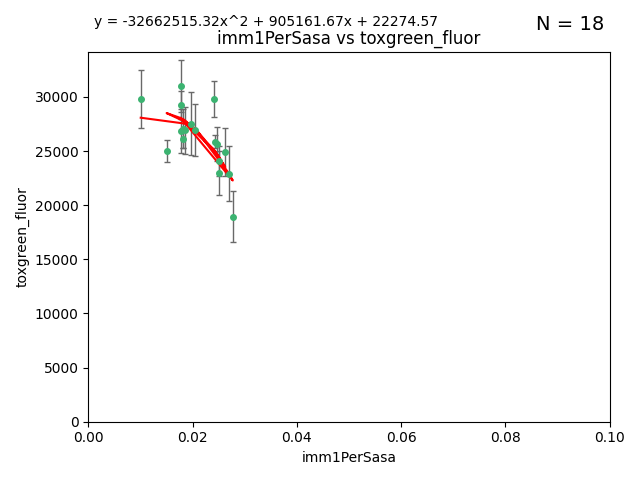 y = -32662515.32x^2 + 905161.67x + 22274.57
N = 18
imm1PerSasa vs toxgreen_fluor
30000
25000
20000
15000
10000
5000
0
toxgreen_fluor
0.00 0.02 0.04 0.06 0.08 0.10
imm1PerSasa